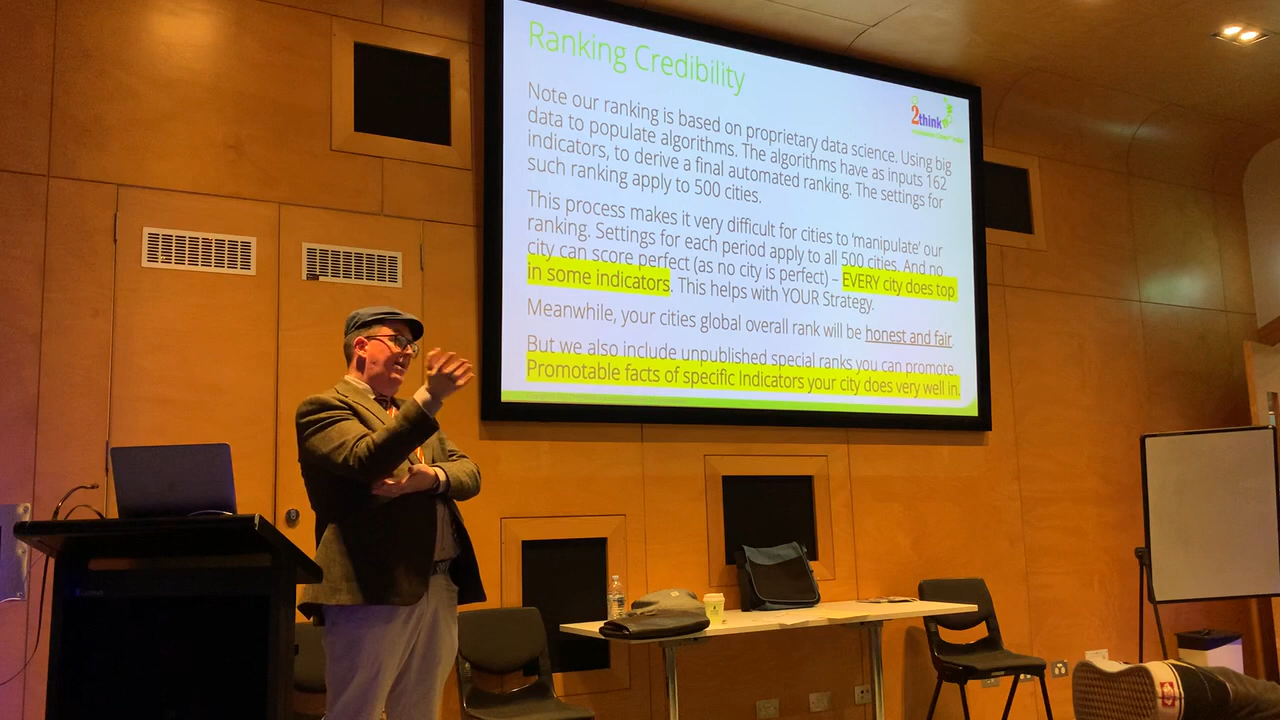 Ranking Credibility
2think
Note our ranking is based on proprietary data science. Using big
data to populate algorithms. The algorithms have as inputs 162
indicators, to derive a final automated ranking. The settings for
such ranking apply to 500 cities.
This process makes it very difficult for cities to ‘manipulate’ our
ranking. Settings for each period apply to all 500 cities. And no
city can score perfect (as no city is perfect) – EVERY city does top
in some indicators. This helps with YOUR Strategy.
Meanwhile, your cities global overall rank will be honest and fair.
But we also include unpublished special ranks you can promote.
Promotable facts of specific Indicators your city does very well in.